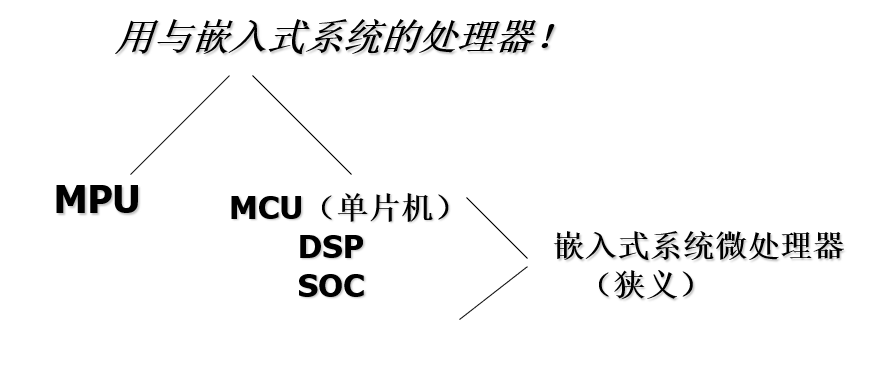 用与嵌入式系统的处理器！
MPU
MCU（单片机）
DSP
SOC
嵌入式系统微处理器
（狭义）